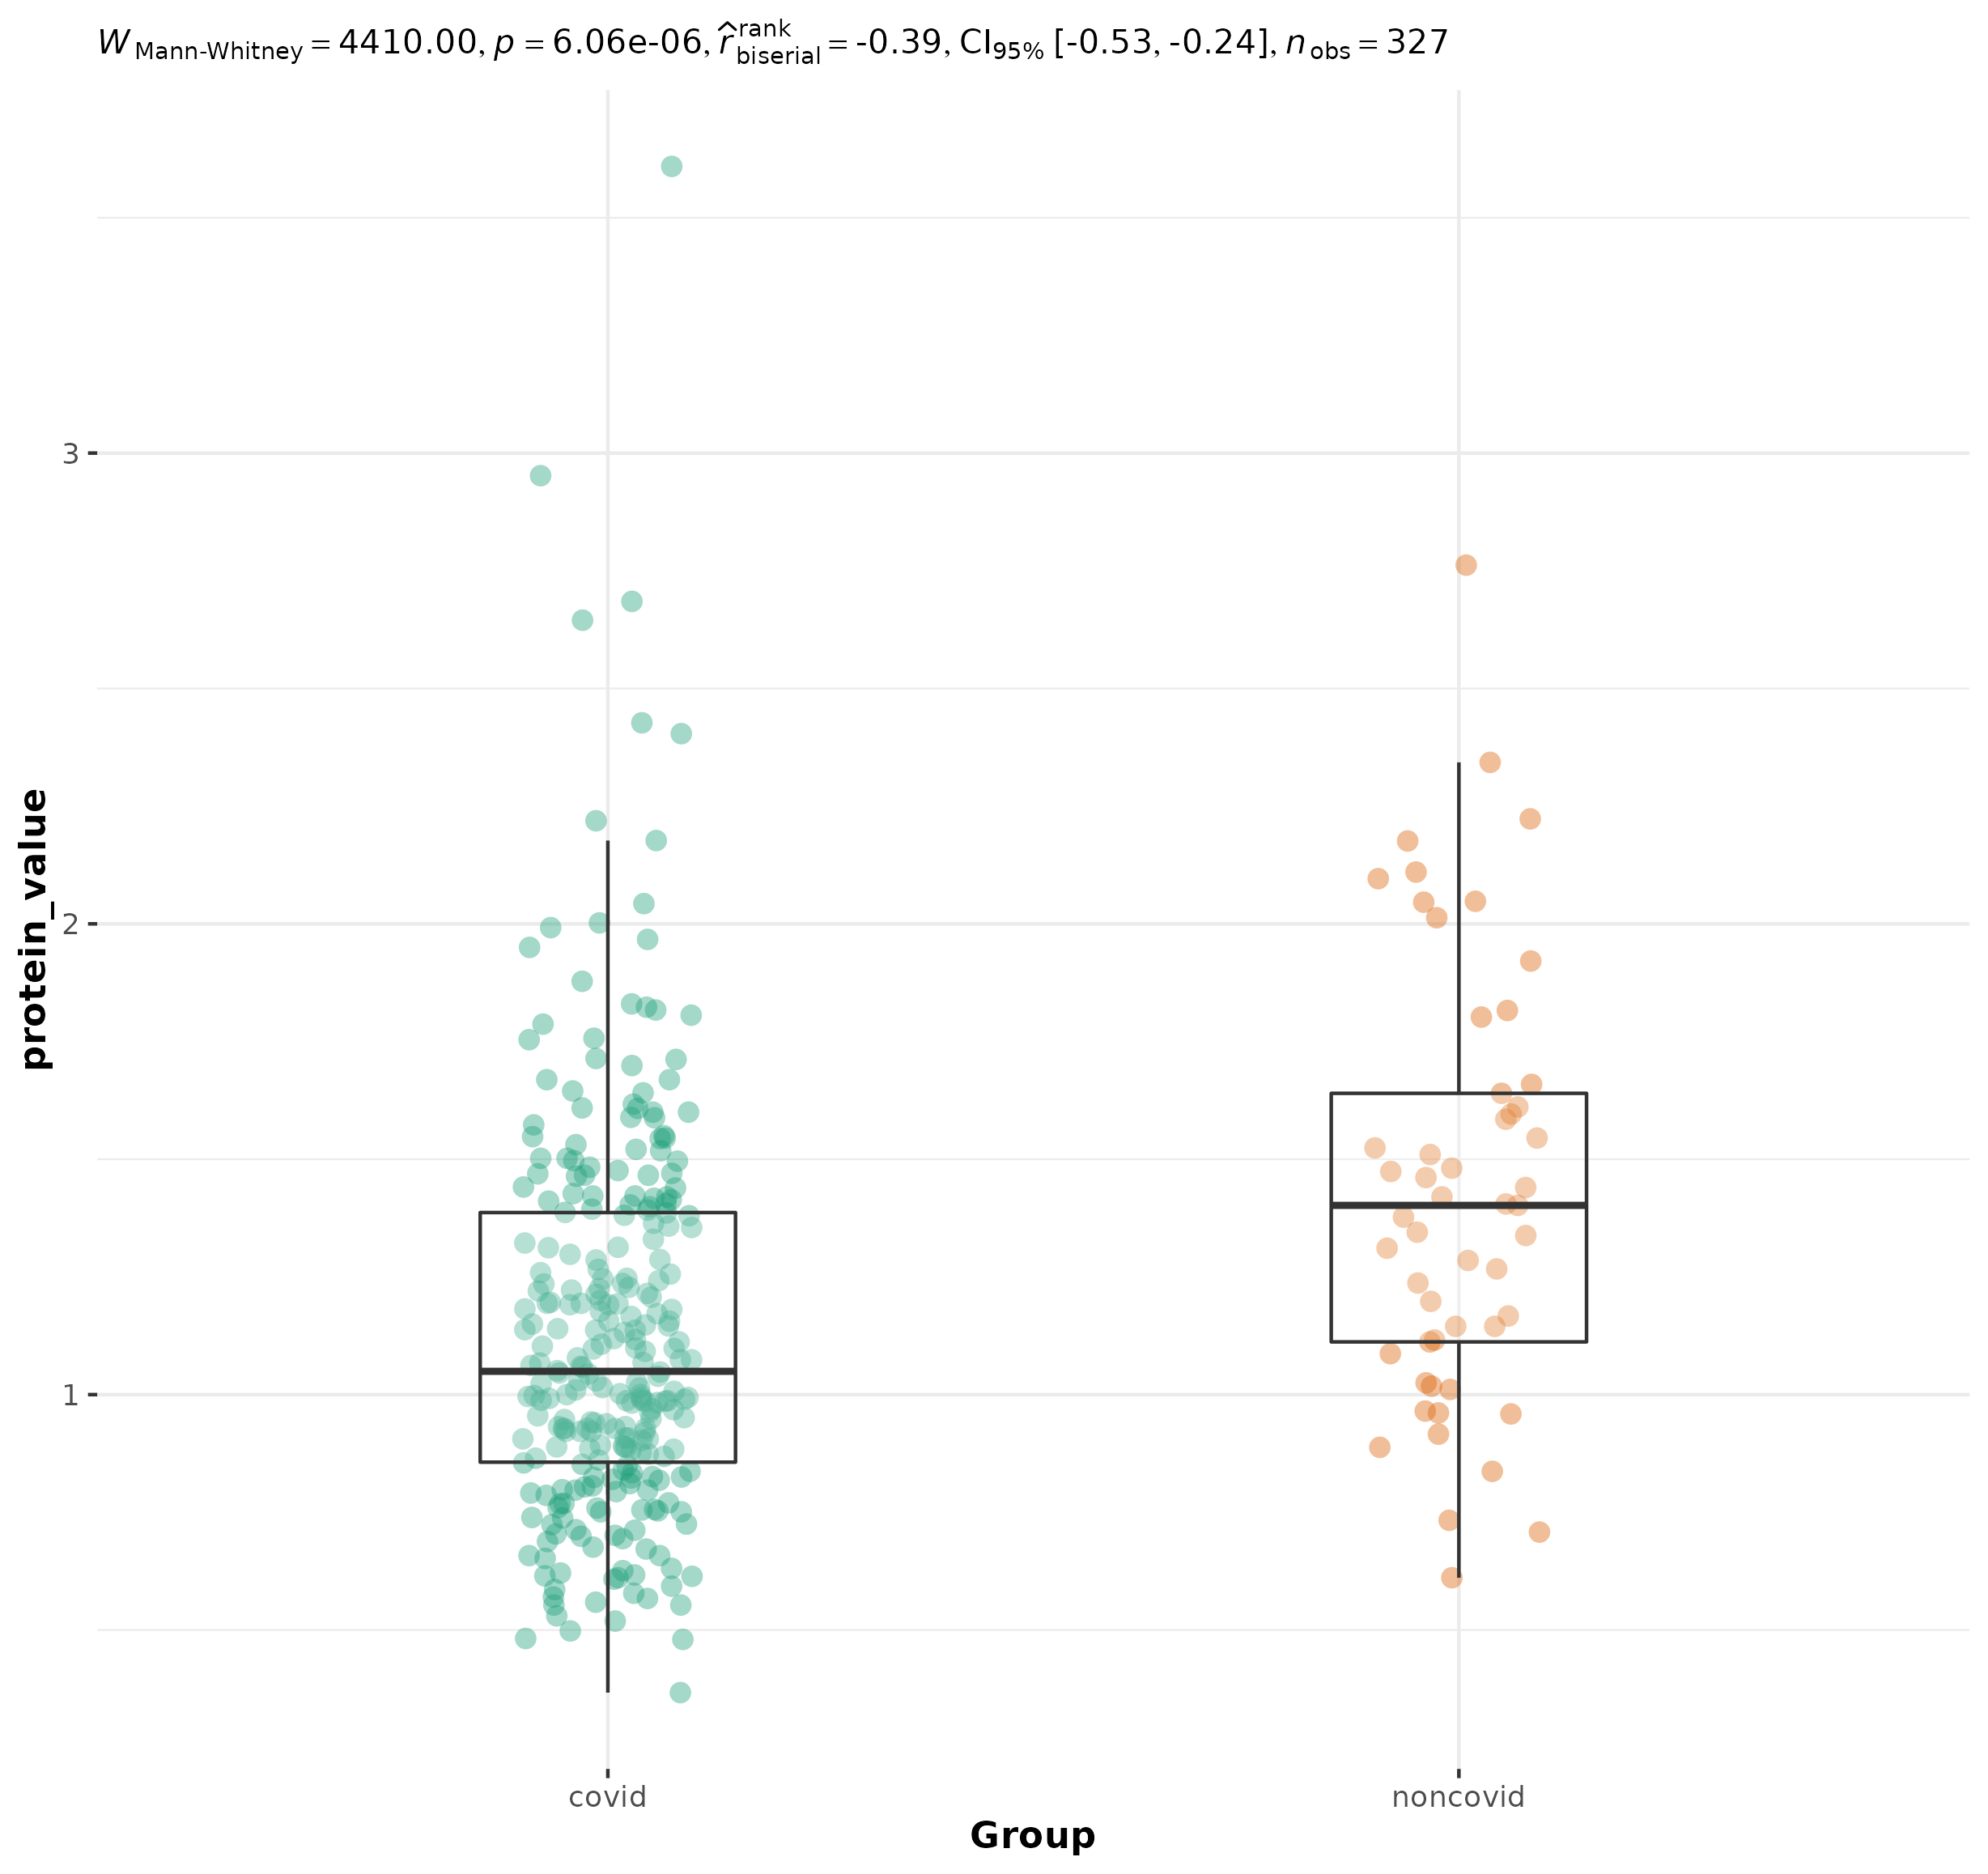 W Mann-Whitney = 4410.00, p = 6.06e-06, r̂ rank biserial = -0.39, CI95% [-0.53, -0.24], n obs = 327
3
2
1
protein_value
covid noncovid
Group